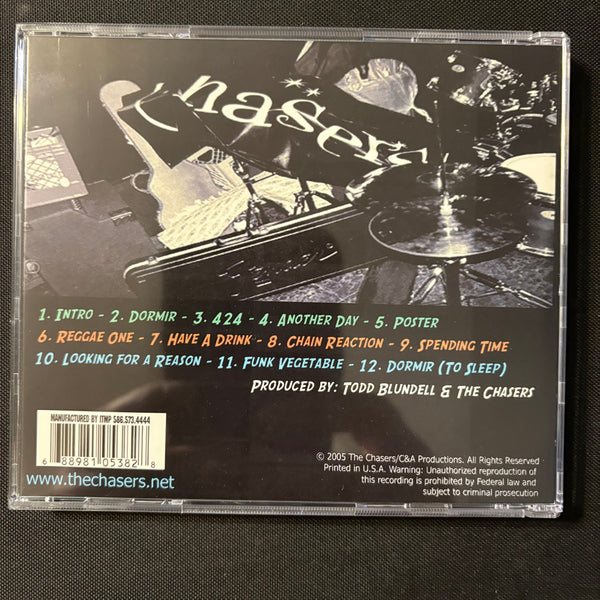 Chäsers
1. Intro - 2. Dormir - 3. 424 - 4. Another Day - 5. Poster
6. Reggae One - 7. Have A Drink - 8. Chain Reaction - 9. Spending Time
10. Looking for a Reason - 11. Funk Vegetable - 12. Dormir (To Sleep)
Produced by: Todd Blundell & The Chasers
MANUFACTURED BY ITMP 586.573.4444
6 88981 05382 8
www.thechasers.net
© 2005 The Chasers/C&A Productions. All Rights Reserved
Printed in U.S.A. Warning: Unauthorized reproduction of
this recording is prohibited by Federal law and
subject to criminal prosecution